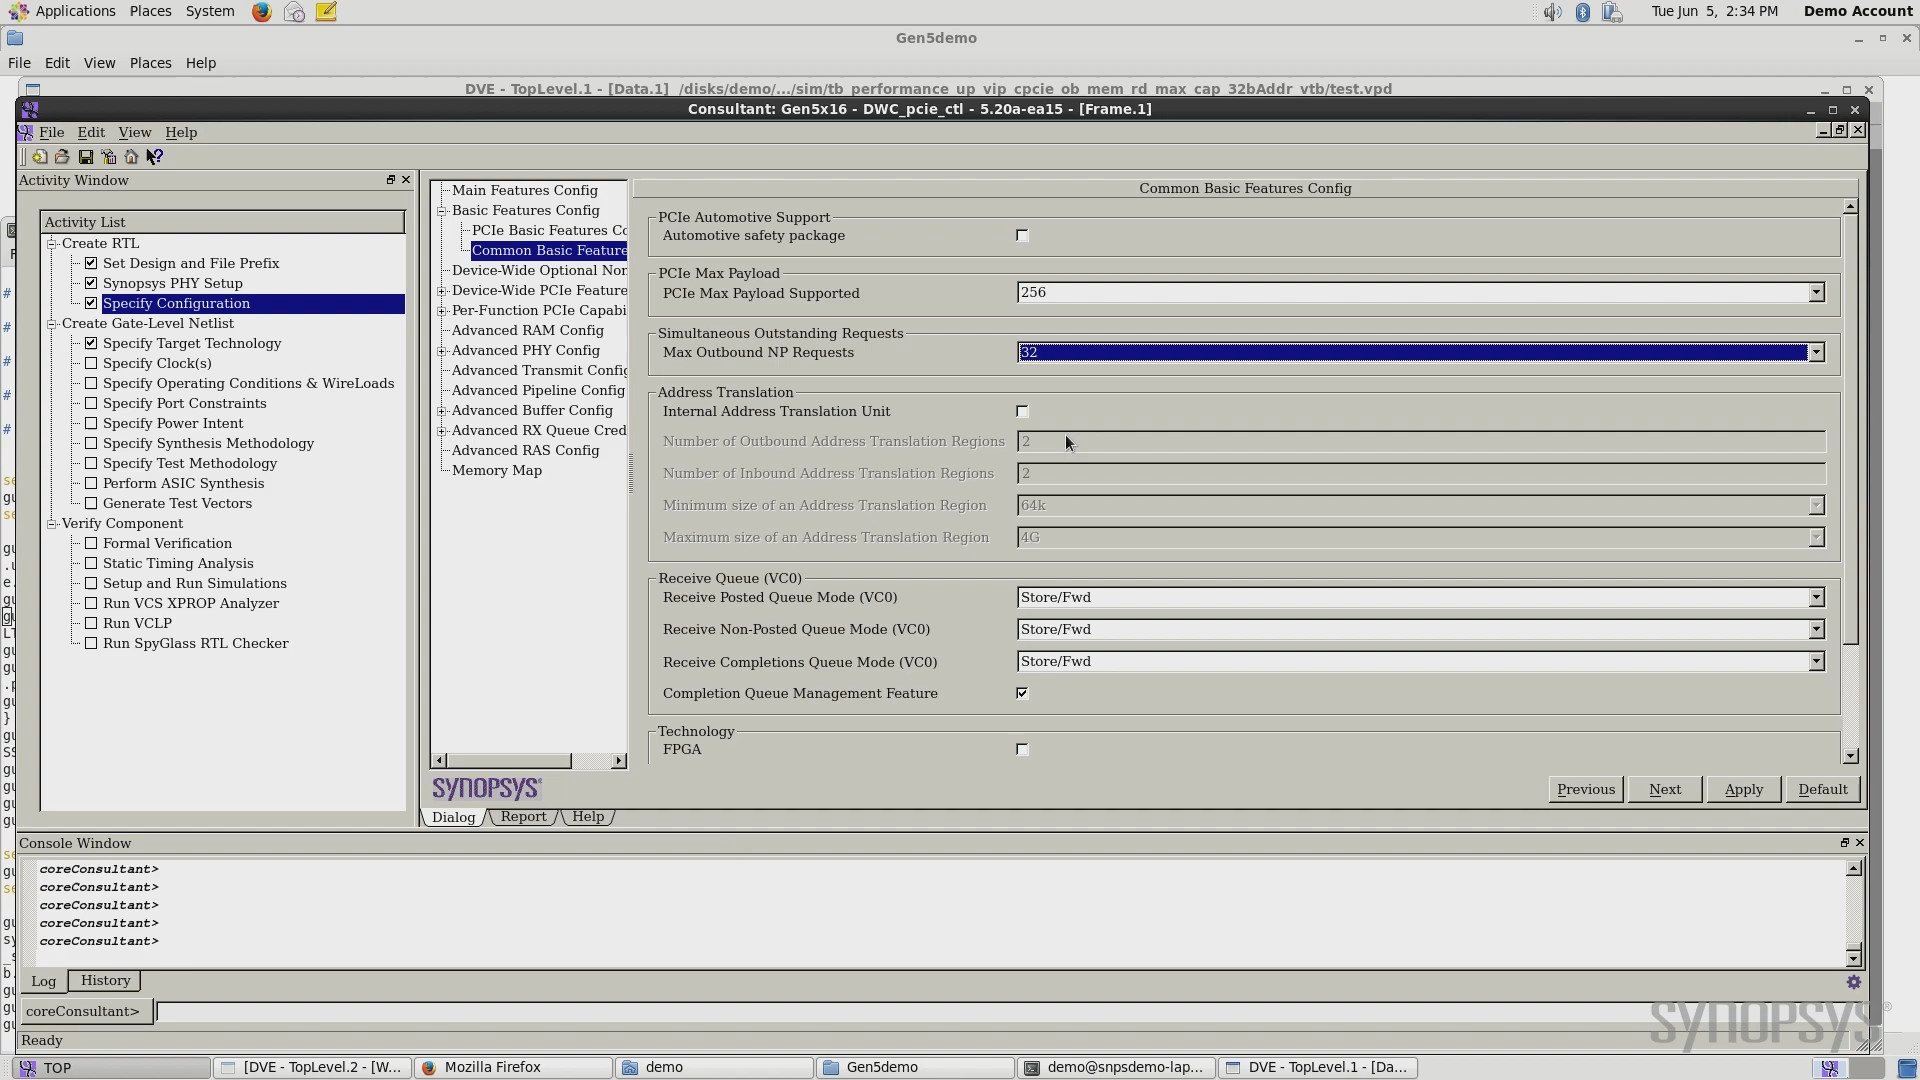 Applications Places System
Tue Jun 5, 2:34 PM Demo Account
Gen5demo
File Edit View Places Help
DVE - TopLevel.1 - [Data.1] /disks/demo/.../sim/tb_performance_up_vip_cpcie_ob_mem_rd_max_cap_32bAddr_vtb/test.vpd
Consultant: Gen5x16 - DWC_pcie_ctl - 5.20a-ea15 - [Frame.1]
File Edit View Help
Activity Window
Activity List
Create RTL
Set Design and File Prefix
Synopsys PHY Setup
Specify Configuration
Create Gate-Level Netlist
Specify Target Technology
Specify Clock(s)
Specify Operating Conditions & WireLoads
Specify Port Constraints
Specify Power Intent
Specify Synthesis Methodology
Specify Test Methodology
Perform ASIC Synthesis
Generate Test Vectors
Verify Component
Formal Verification
Static Timing Analysis
Setup and Run Simulations
Run VCS XPROP Analyzer
Run VCLP
Run SpyGlass RTL Checker
Main Features Config
Basic Features Config
PCIe Basic Features Co
Common Basic Feature
Device-Wide Optional Non
Device-Wide PCIe Feature
Per-Function PCIe Capabi
Advanced RAM Config
Advanced PHY Config
Advanced Transmit Config
Advanced Pipeline Config
Advanced Buffer Config
Advanced RX Queue Cred
Advanced RAS Config
Memory Map
SYNOPSYS
Common Basic Features Config
PCIe Automotive Support
Automotive safety package
PCIe Max Payload
PCIe Max Payload Supported 256
Simultaneous Outstanding Requests
Max Outbound NP Requests 32
Address Translation
Internal Address Translation Unit
Number of Outbound Address Translation Regions 2
Number of Inbound Address Translation Regions 2
Minimum size of an Address Translation Region 64k
Maximum size of an Address Translation Region 4G
Receive Queue (VC0)
Receive Posted Queue Mode (VC0) Store/Fwd
Receive Non-Posted Queue Mode (VC0) Store/Fwd
Receive Completions Queue Mode (VC0) Store/Fwd
Completion Queue Management Feature
Technology
FPGA
Previous Next Apply Default
Dialog Report Help
Console Window
coreConsultant>
coreConsultant>
coreConsultant>
coreConsultant>
coreConsultant>
Log History
coreConsultant>
SYNOPSYS®
Ready
TOP [DVE - TopLevel.2 - [W... Mozilla Firefox demo Gen5demo demo@snpsdemo-lap... DVE - TopLevel.1 - [Da...